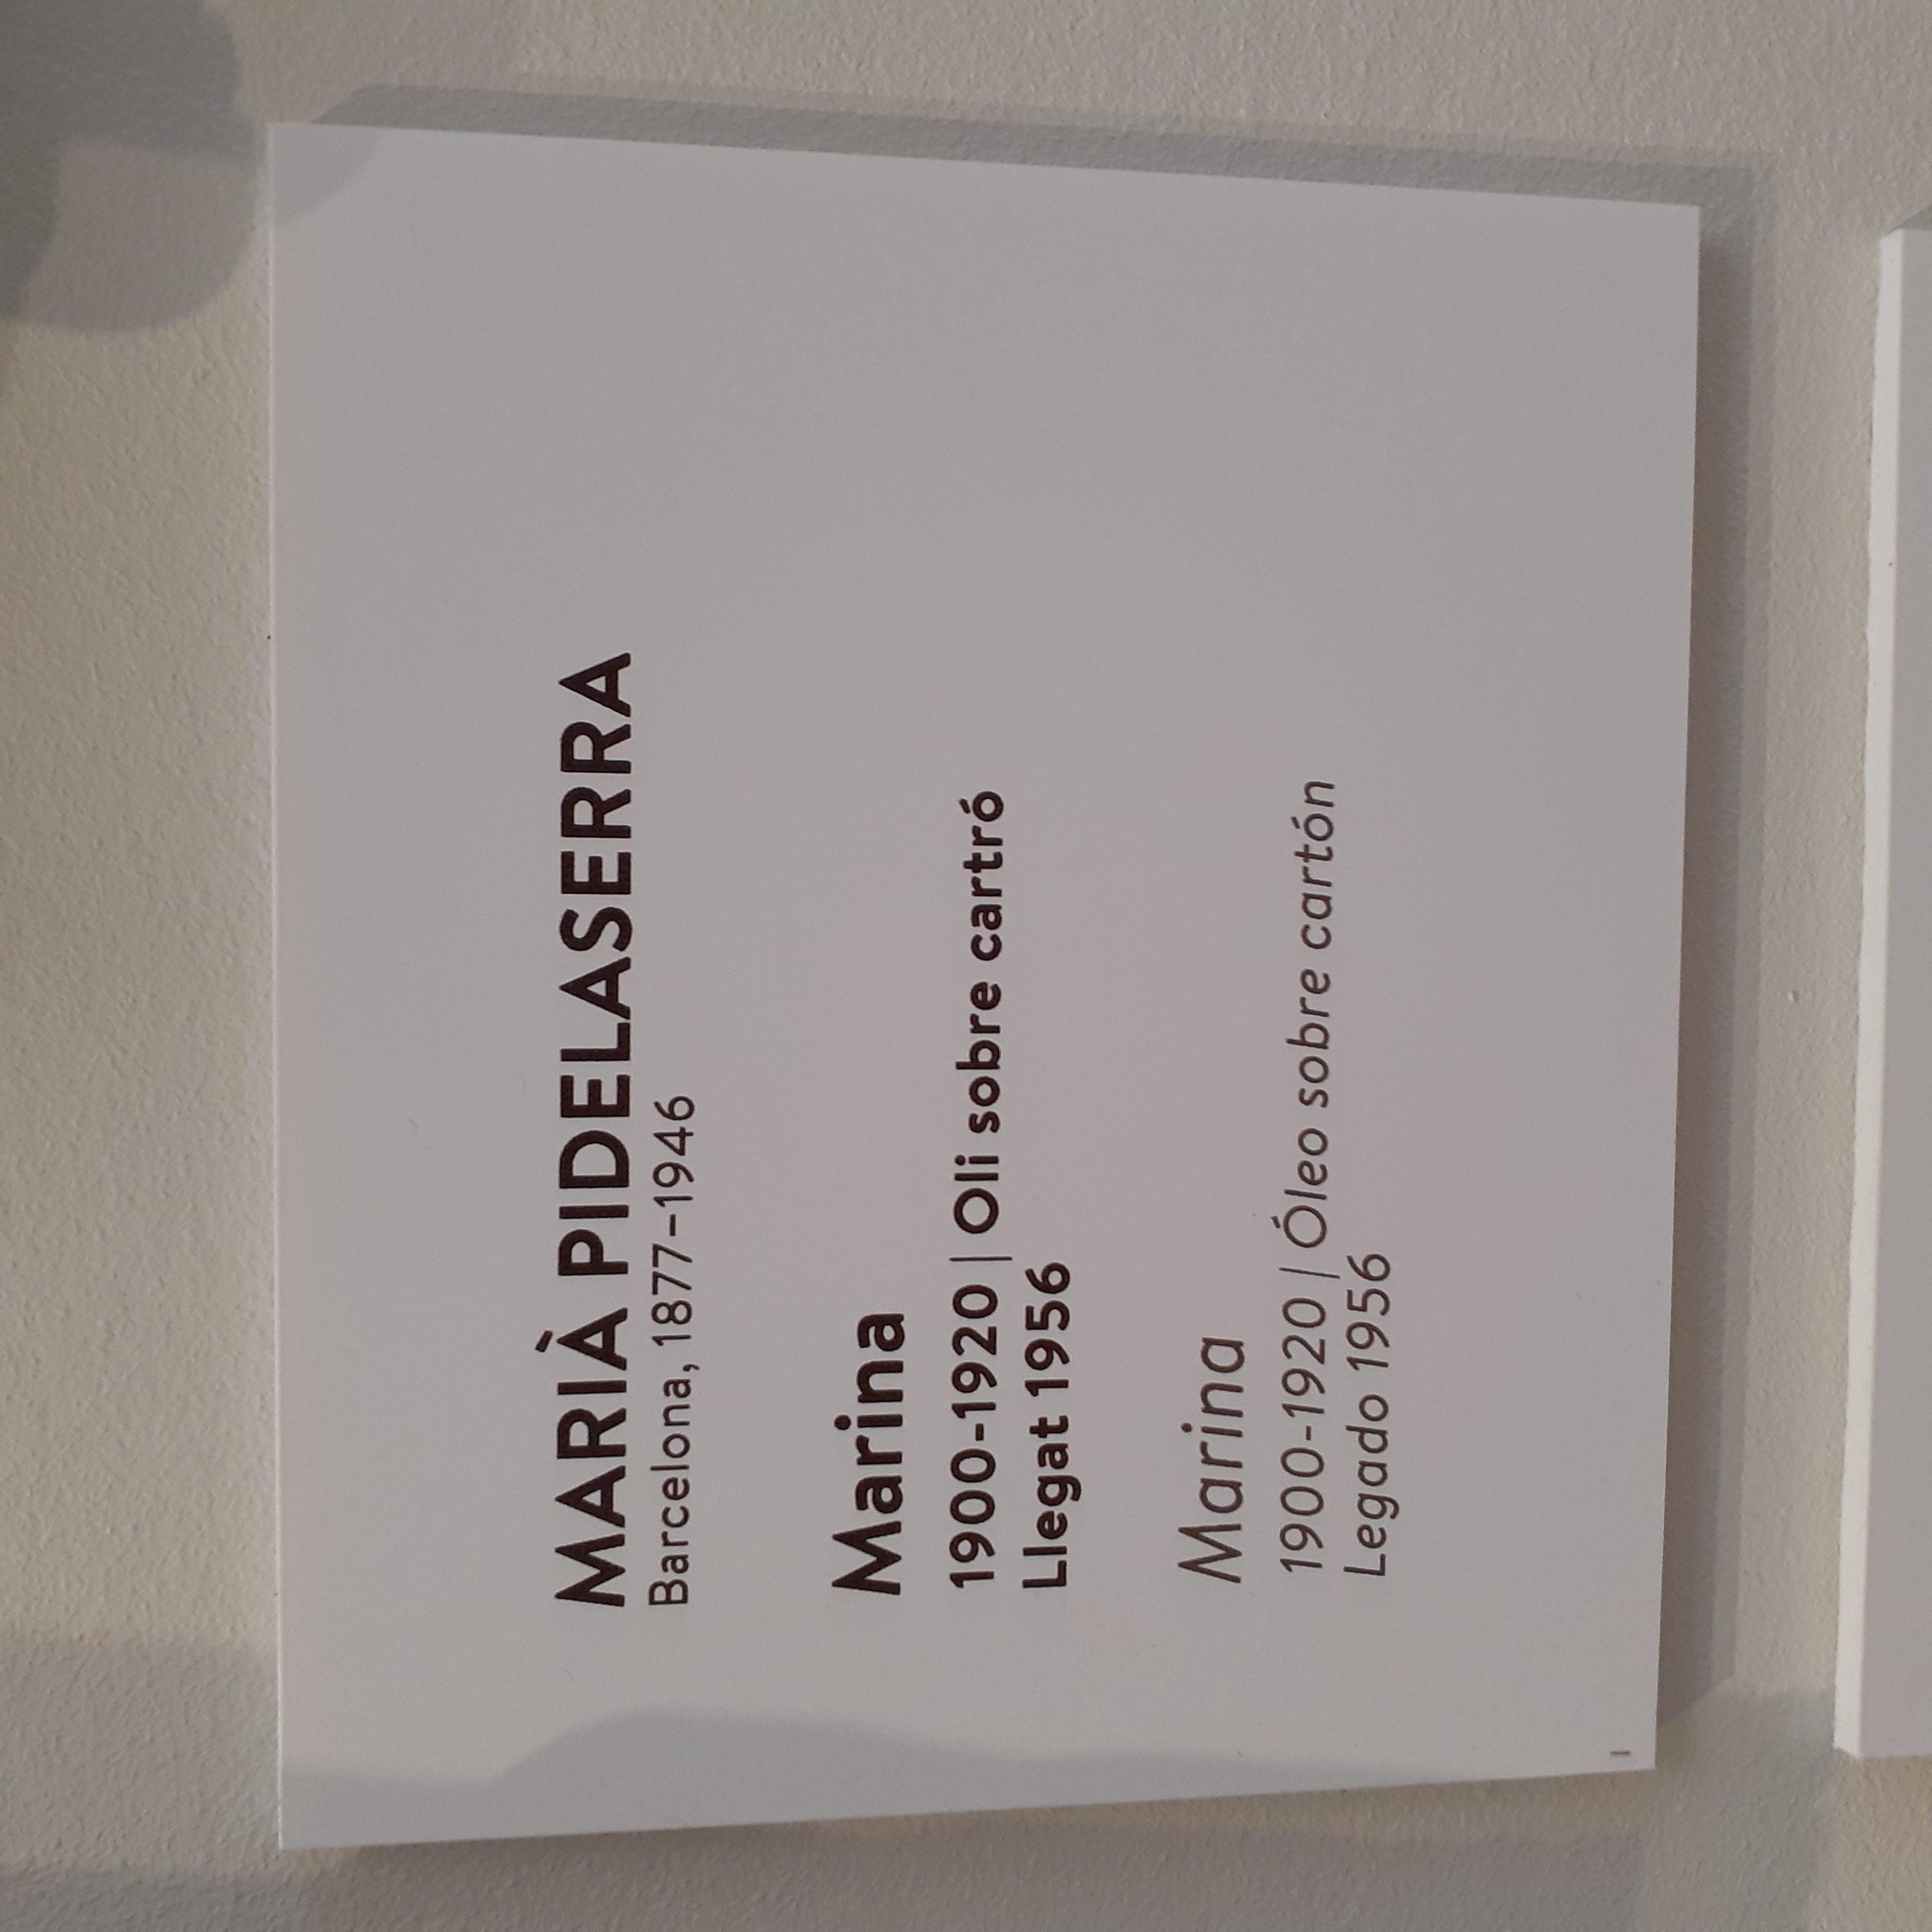 MARIÀ PIDELASERRA
Barcelona, 1877-1946
Marina
1900-1920 | Oli sobre cartró
Llegat 1956
Marina
1900-1920 | Óleo sobre cartón
Legado 1956